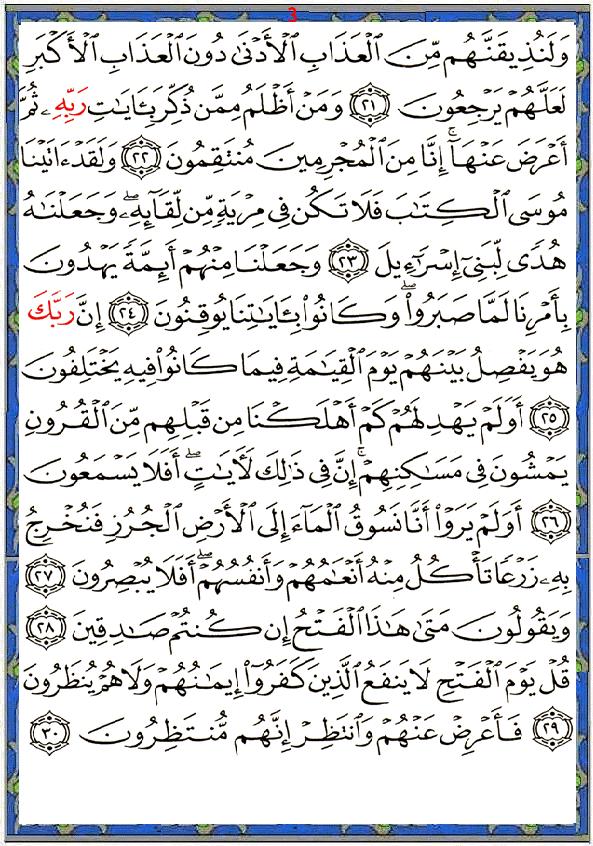 3
وَلَنُذِيقَنَّهُم مِّنَ ٱلْعَذَابِ ٱلْأَدْنَىٰ دُونَ ٱلْعَذَابِ ٱلْأَكْبَرِ
لَعَلَّهُمْ يَرْجِعُونَ ٢١ وَمَنْ أَظْلَمُ مِمَّن ذُكِّرَ بِـَٔايَـٰتِ رَبِّهِۦ ثُمَّ
أَعْرَضَ عَنْهَآ ۚ إِنَّا مِنَ ٱلْمُجْرِمِينَ مُنتَقِمُونَ ٢٢ وَلَقَدْ ءَاتَيْنَا
مُوسَى ٱلْكِتَـٰبَ فَلَا تَكُن فِى مِرْيَةٍ مِّن لِّقَآئِهِۦ ۖ وَجَعَلْنَـٰهُ
هُدًى لِّبَنِىٓ إِسْرَٰٓءِيلَ ٢٣ وَجَعَلْنَا مِنْهُمْ أَئِمَّةً يَهْدُونَ
بِأَمْرِنَا لَمَّا صَبَرُوا۟ ۖ وَكَانُوا۟ بِـَٔايَـٰتِنَا يُوقِنُونَ ٢٤ إِنَّ رَبَّكَ
هُوَ يَفْصِلُ بَيْنَهُمْ يَوْمَ ٱلْقِيَـٰمَةِ فِيمَا كَانُوا۟ فِيهِ يَخْتَلِفُونَ
٢٥ أَوَلَمْ يَهْدِ لَهُمْ كَمْ أَهْلَكْنَا مِن قَبْلِهِم مِّنَ ٱلْقُرُونِ
يَمْشُونَ فِى مَسَـٰكِنِهِمْ ۚ إِنَّ فِى ذَٰلِكَ لَـَٔايَـٰتٍ ۖ أَفَلَا يَسْمَعُونَ
٢٦ أَوَلَمْ يَرَوْا۟ أَنَّا نَسُوقُ ٱلْمَآءَ إِلَى ٱلْأَرْضِ ٱلْجُرُزِ فَنُخْرِجُ
بِهِۦ زَرْعًا تَأْكُلُ مِنْهُ أَنْعَـٰمُهُمْ وَأَنفُسُهُمْ ۖ أَفَلَا يُبْصِرُونَ ٢٧
وَيَقُولُونَ مَتَىٰ هَـٰذَا ٱلْفَتْحُ إِن كُنتُمْ صَـٰدِقِينَ ٢٨
قُلْ يَوْمَ ٱلْفَتْحِ لَا يَنفَعُ ٱلَّذِينَ كَفَرُوٓا۟ إِيمَـٰنُهُمْ وَلَا هُمْ يُنظَرُونَ
٢٩ فَأَعْرِضْ عَنْهُمْ وَٱنتَظِرْ إِنَّهُم مُّنتَظِرُونَ ٣٠